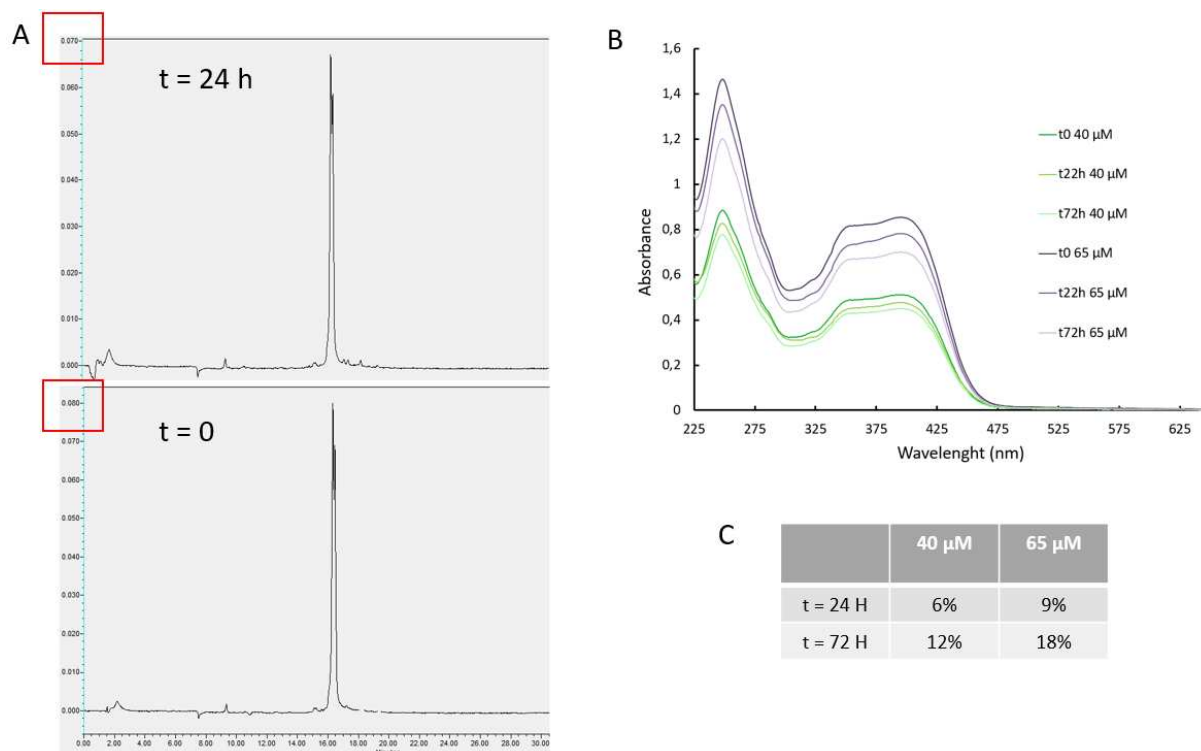 A
0.070
0.060
0.050
0.040
0.030
0.020
0.010
0.000
t = 24 h
0.080
0.070
0.060
0.050
0.040
0.030
0.020
0.010
0.000
t = 0
0.00 2.00 4.00 6.00 8.00 10.00 12.00 14.00 16.00 18.00 20.00 22.00 24.00 26.00 28.00 30.00
B
1,6
1,4
1,2
1
0,8
0,6
0,4
0,2
0
Absorbance
225 275 325 375 425 475 525 575 625
Wavelenght (nm)
t0 40 µM
t22h 40 µM
t72h 40 µM
t0 65 µM
t22h 65 µM
t72h 65 µM
C
40 µM 65 µM
t = 24 H 6% 9%
t = 72 H 12% 18%